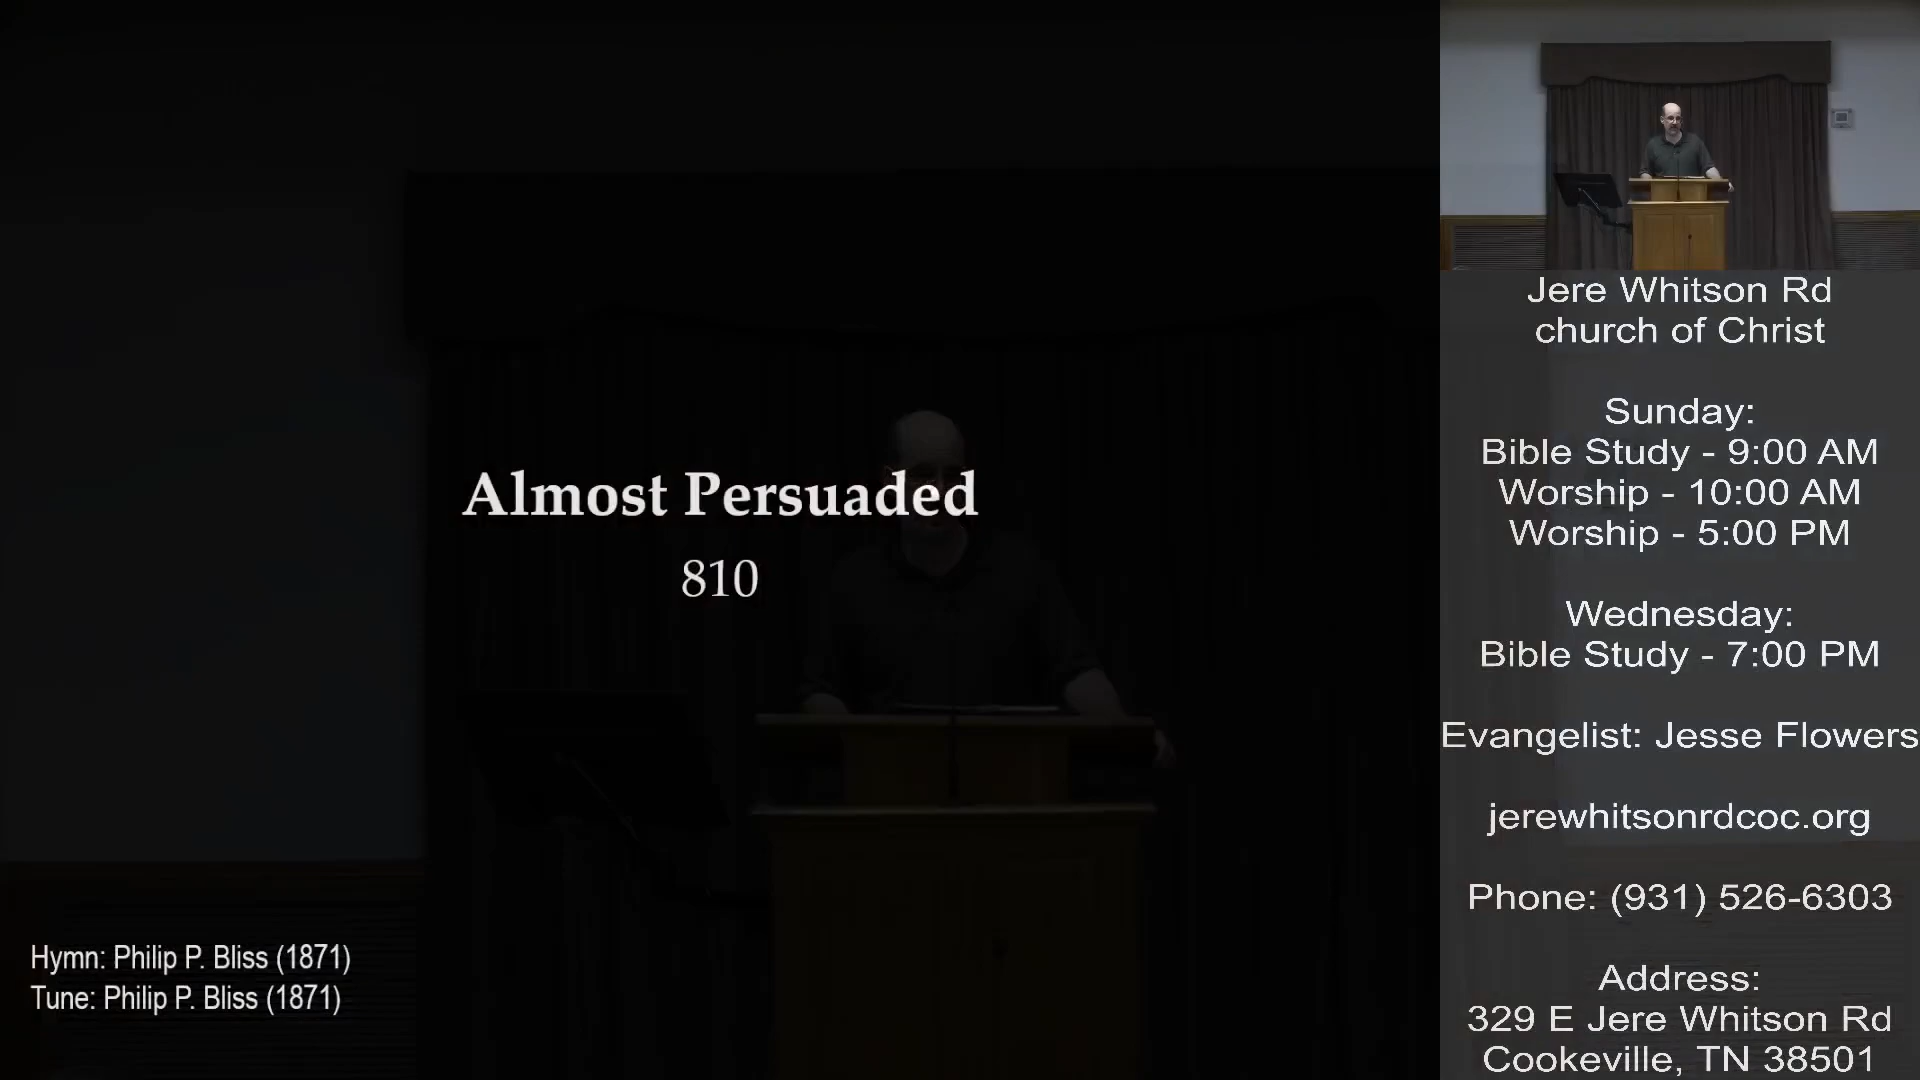 Almost Persuaded
810
Hymn: Philip P. Bliss (1871)
Tune: Philip P. Bliss (1871)
Jere Whitson Rd
church of Christ
Sunday:
Bible Study - 9:00 AM
Worship - 10:00 AM
Worship - 5:00 PM
Wednesday:
Bible Study - 7:00 PM
Evangelist: Jesse Flowers
jerewhitsonrdcoc.org
Phone: (931) 526-6303
Address:
329 E Jere Whitson Rd
Cookeville, TN 38501